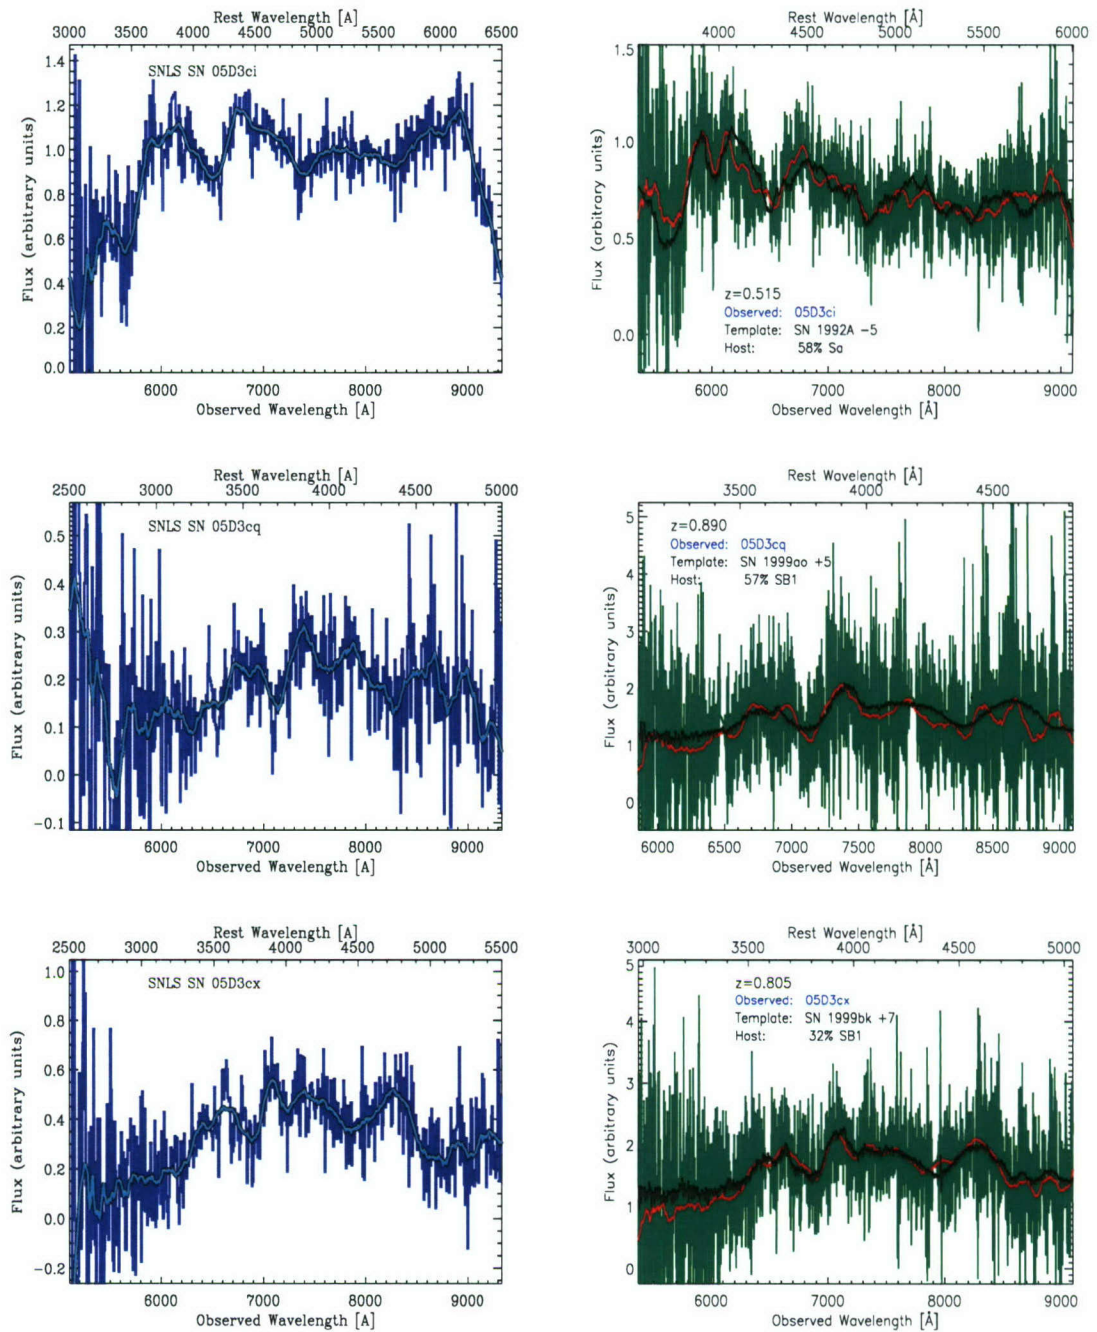 Rest Wavelength [A]
3000 3500 4000 4500 5000 5500 6000 6500
SNLS SN 05D3ci
1.4
1.2
1.0
0.8
0.6
0.4
0.2
0.0
Flux (arbitrary units)
6000 7000 8000 9000
Observed Wavelength [A]
Rest Wavelength [Å]
4000 4500 5000 5500 6000
1.5
1.0
0.5
0.0
Flux (arbitrary units)
z=0.515
Observed: 05D3ci
Template: SN 1992A −5
Host: 58% Sa
6000 7000 8000 9000
Observed Wavelength [Å]
Rest Wavelength [A]
2500 3000 3500 4000 4500 5000
SNLS SN 05D3cq
0.5
0.4
0.3
0.2
0.1
0.0
−0.1
Flux (arbitrary units)
6000 7000 8000 9000
Observed Wavelength [A]
Rest Wavelength [Å]
3500 4000 4500
5
4
3
2
1
0
Flux (arbitrary units)
z=0.890
Observed: 05D3cq
Template: SN 1999ao +5
Host: 57% SB1
6000 6500 7000 7500 8000 8500 9000
Observed Wavelength [Å]
Rest Wavelength [A]
2500 3000 3500 4000 4500 5000 5500
SNLS SN 05D3cx
1.0
0.8
0.6
0.4
0.2
0.0
−0.2
Flux (arbitrary units)
6000 7000 8000 9000
Observed Wavelength [A]
Rest Wavelength [Å]
3000 3500 4000 4500 5000
5
4
3
2
1
0
Flux (arbitrary units)
z=0.805
Observed: 05D3cx
Template: SN 1999bk +7
Host: 32% SB1
6000 7000 8000 9000
Observed Wavelength [Å]